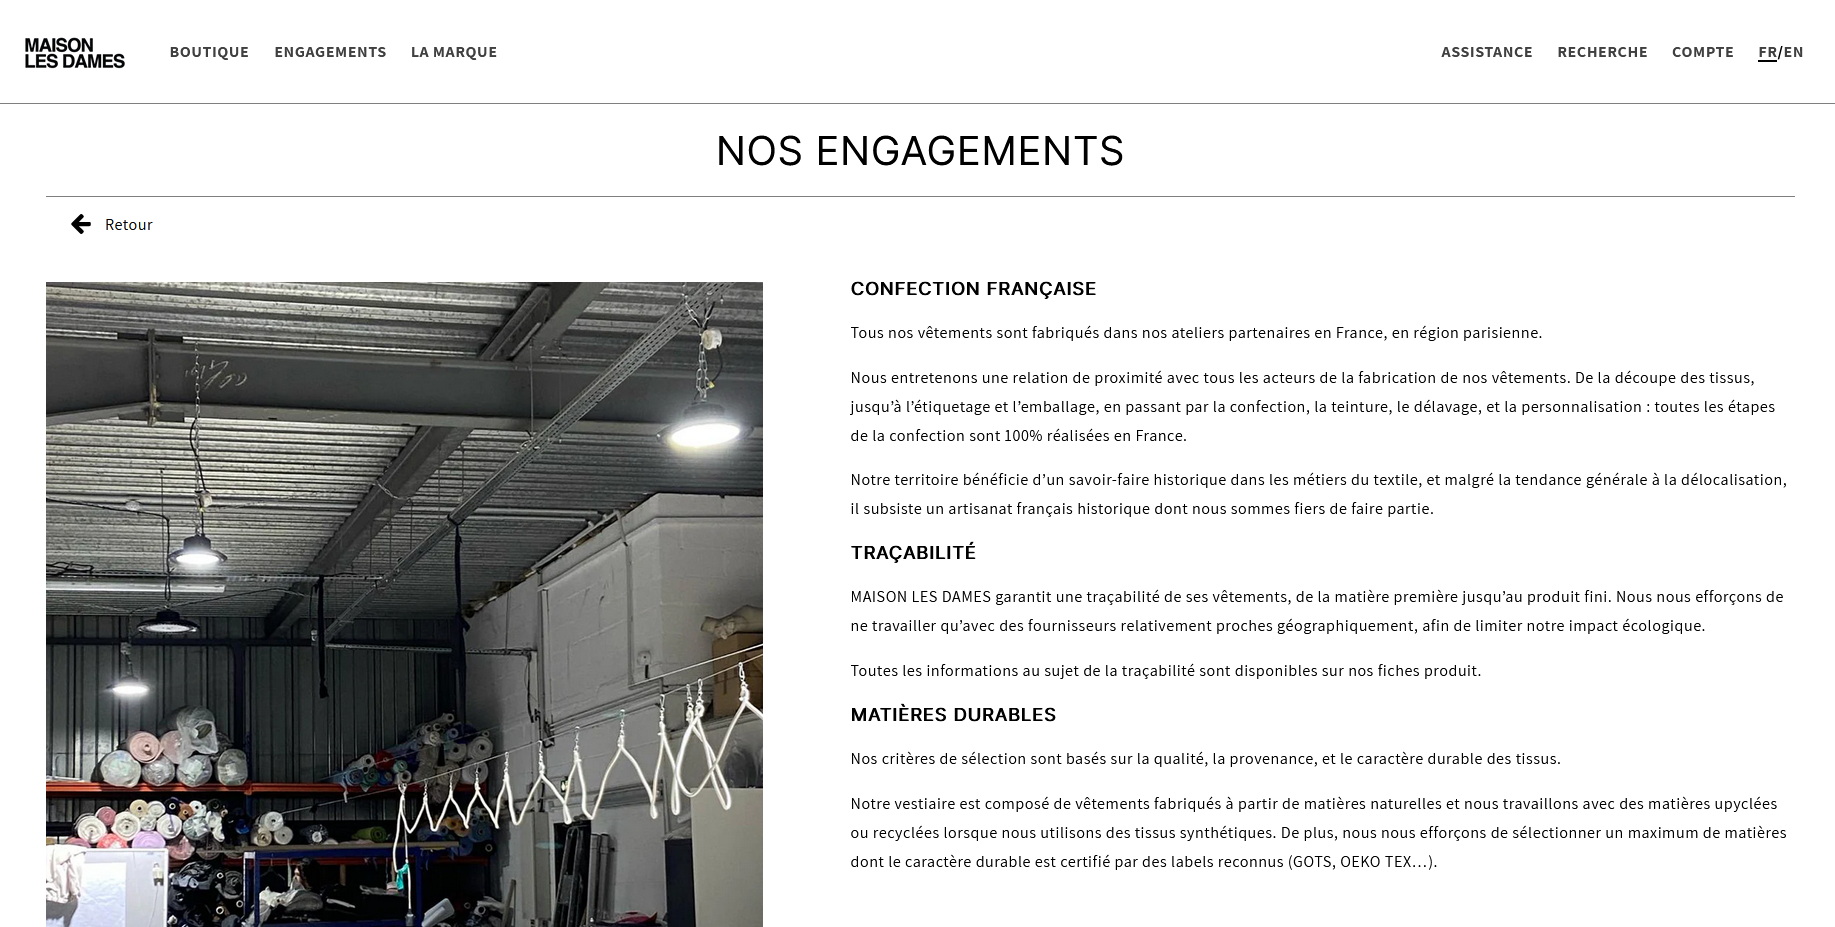 MAISON
LES DAMES
BOUTIQUE ENGAGEMENTS LA MARQUE
ASSISTANCE RECHERCHE COMPTE FR/EN
NOS ENGAGEMENTS
Retour
CONFECTION FRANÇAISE
Tous nos vêtements sont fabriqués dans nos ateliers partenaires en France, en région parisienne.
Nous entretenons une relation de proximité avec tous les acteurs de la fabrication de nos vêtements. De la découpe des tissus,
jusqu’à l’étiquetage et l’emballage, en passant par la confection, la teinture, le délavage, et la personnalisation : toutes les étapes
de la confection sont 100% réalisées en France.
Notre territoire bénéficie d’un savoir-faire historique dans les métiers du textile, et malgré la tendance générale à la délocalisation,
il subsiste un artisanat français historique dont nous sommes fiers de faire partie.
TRAÇABILITÉ
MAISON LES DAMES garantit une traçabilité de ses vêtements, de la matière première jusqu’au produit fini. Nous nous efforçons de
ne travailler qu’avec des fournisseurs relativement proches géographiquement, afin de limiter notre impact écologique.
Toutes les informations au sujet de la traçabilité sont disponibles sur nos fiches produit.
MATIÈRES DURABLES
Nos critères de sélection sont basés sur la qualité, la provenance, et le caractère durable des tissus.
Notre vestiaire est composé de vêtements fabriqués à partir de matières naturelles et nous travaillons avec des matières upyclées
ou recyclées lorsque nous utilisons des tissus synthétiques. De plus, nous nous efforçons de sélectionner un maximum de matières
dont le caractère durable est certifié par des labels reconnus (GOTS, OEKO TEX…).